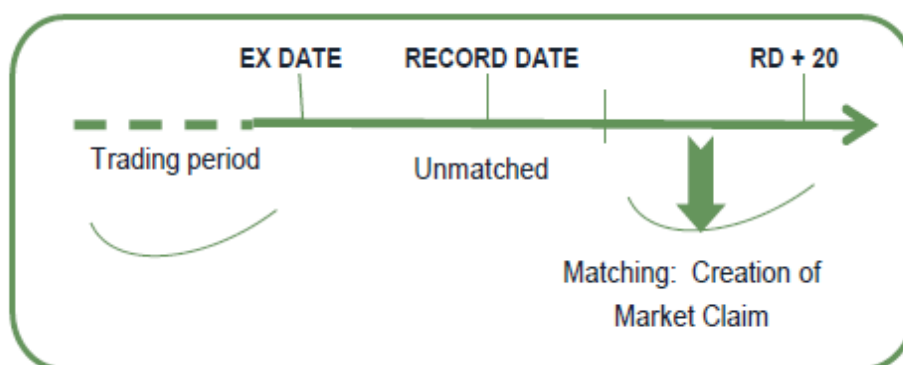 EX DATE RECORD DATE RD + 20
Trading period Unmatched
Matching: Creation of
Market Claim